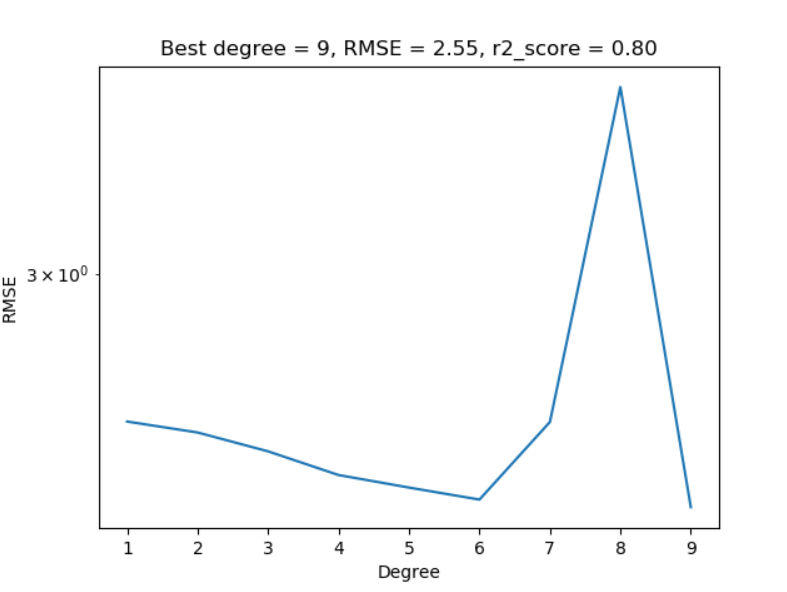 Best degree = 9, RMSE = 2.55, r2_score = 0.80
RMSE
3 × 10⁰
1 2 3 4 5 6 7 8 9
Degree